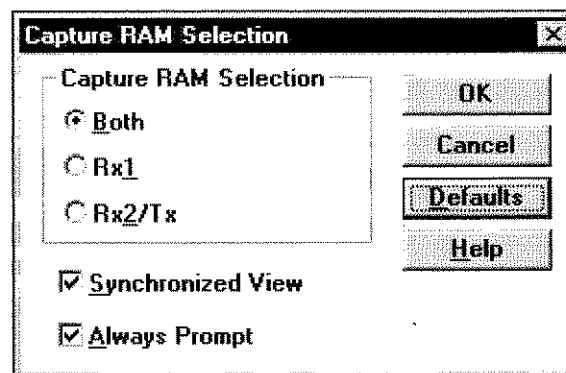 Capture RAM Selection
Capture RAM Selection
Both
Rx1
Rx2/Tx
Synchronized View
Always Prompt
OK
Cancel
Defaults
Help